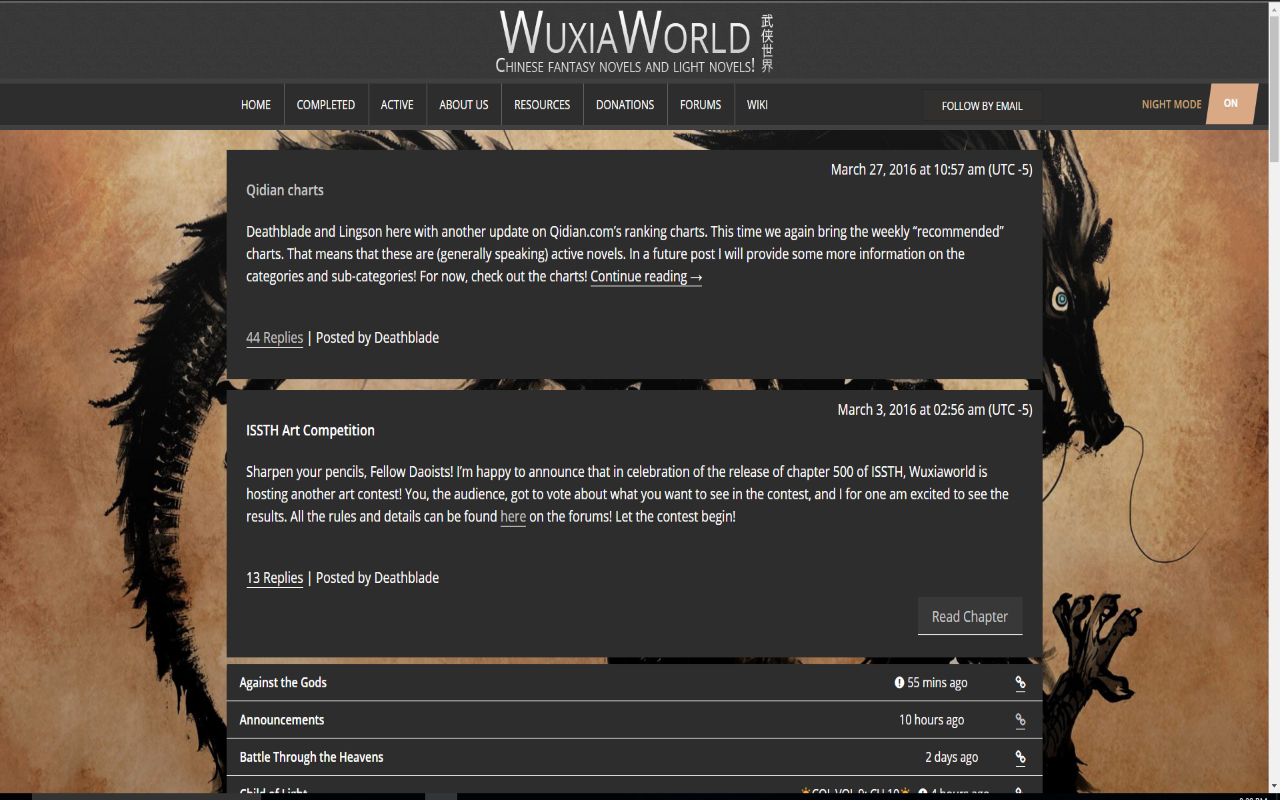 WUXIAWORLD
武侠世界
CHINESE FANTASY NOVELS AND LIGHT NOVELS!
HOME COMPLETED ACTIVE ABOUT US RESOURCES DONATIONS FORUMS WIKI FOLLOW BY EMAIL NIGHT MODE ON
March 27, 2016 at 10:57 am (UTC -5)
Qidian charts
Deathblade and Lingson here with another update on Qidian.com’s ranking charts. This time we again bring the weekly “recommended”
charts. That means that these are (generally speaking) active novels. In a future post I will provide some more information on the
categories and sub-categories! For now, check out the charts! Continue reading →
44 Replies | Posted by Deathblade
March 3, 2016 at 02:56 am (UTC -5)
ISSTH Art Competition
Sharpen your pencils, Fellow Daoists! I’m happy to announce that in celebration of the release of chapter 500 of ISSTH, Wuxiaworld is
hosting another art contest! You, the audience, got to vote about what you want to see in the contest, and I for one am excited to see the
results. All the rules and details can be found here on the forums! Let the contest begin!
13 Replies | Posted by Deathblade
Read Chapter
Against the Gods 55 mins ago
Announcements 10 hours ago
Battle Through the Heavens 2 days ago
Child of Light COL VOL 9: CH 10 4 hours ago